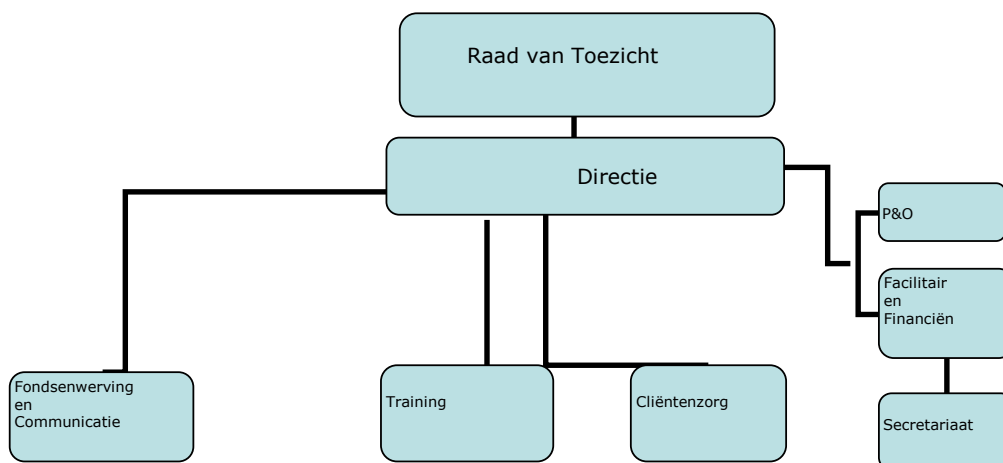 Raad van Toezicht
Directie
P&O
Facilitair
en
Financiën
Fondsenwerving
en
Communicatie
Training
Cliëntenzorg
Secretariaat